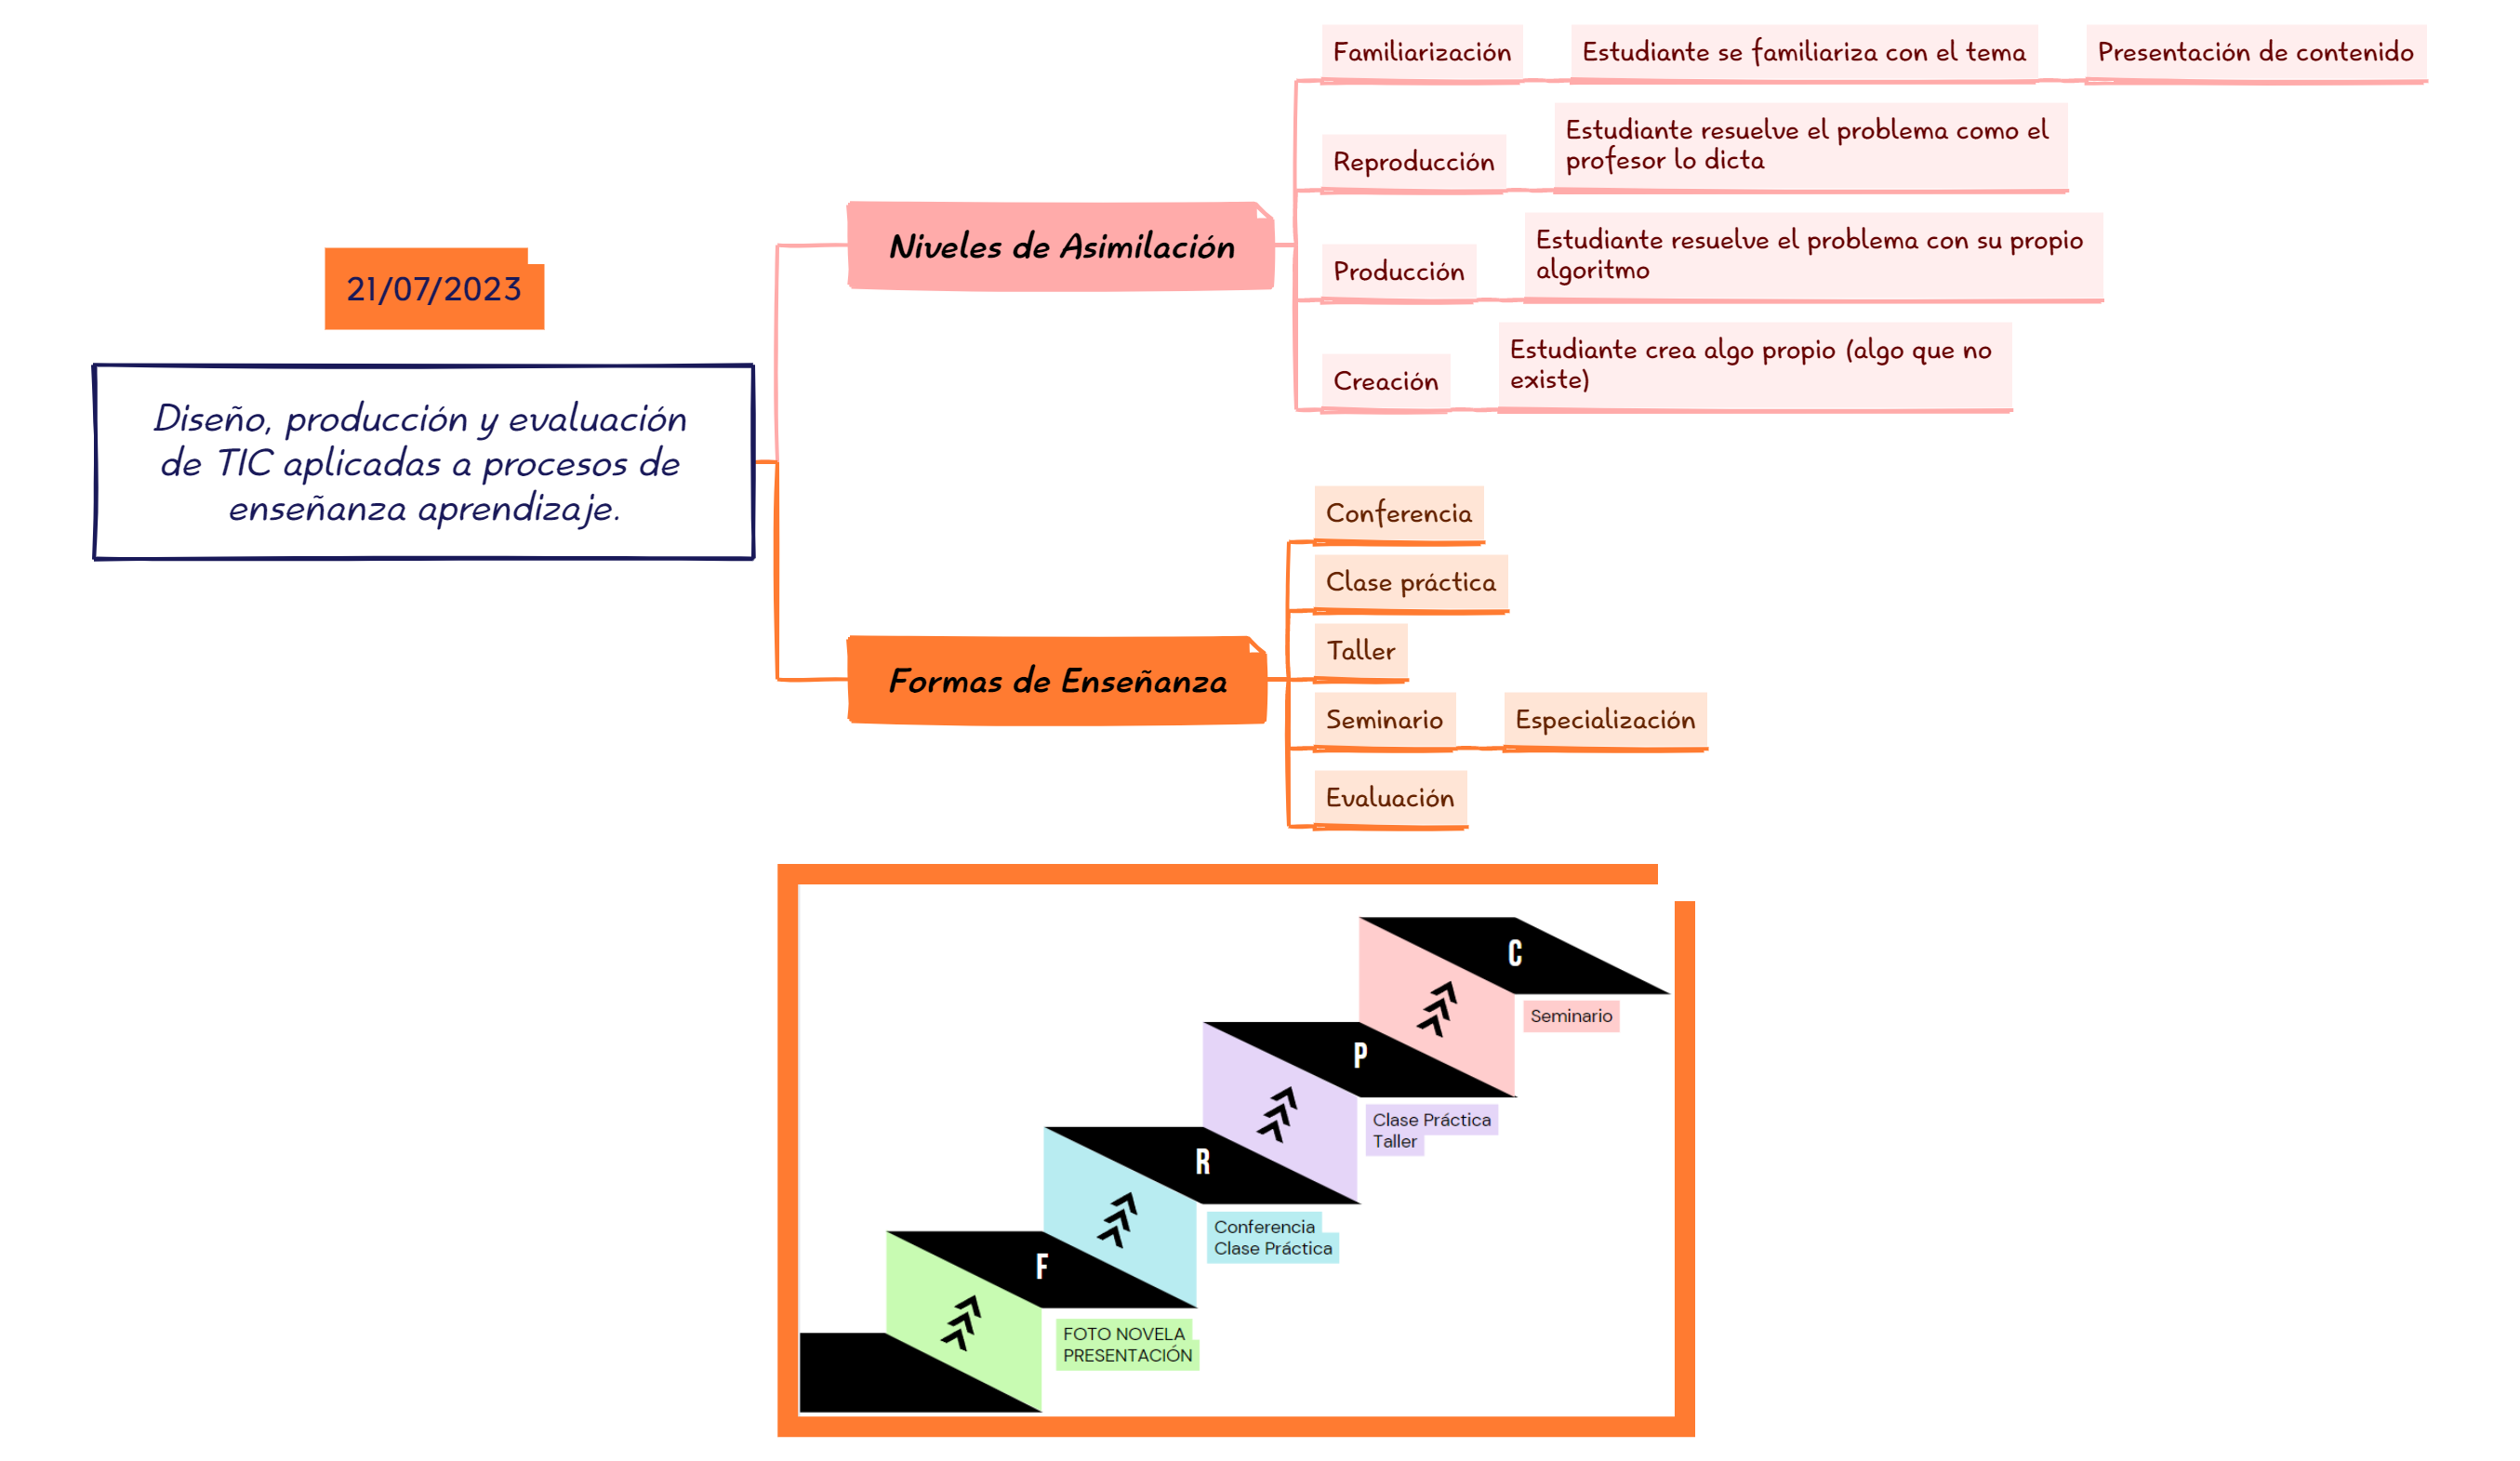 21/07/2023
Diseño, producción y evaluación
de TIC aplicadas a procesos de
enseñanza aprendizaje.
Niveles de Asimilación
Familiarización
Estudiante se familiariza con el tema
Presentación de contenido
Reproducción
Estudiante resuelve el problema como el
profesor lo dicta
Producción
Estudiante resuelve el problema con su propio
algoritmo
Creación
Estudiante crea algo propio (algo que no
existe)
Formas de Enseñanza
Conferencia
Clase práctica
Taller
Seminario
Especialización
Evaluación
C
Seminario
P
Clase Práctica
Taller
R
Conferencia
Clase Práctica
F
FOTO NOVELA
PRESENTACIÓN